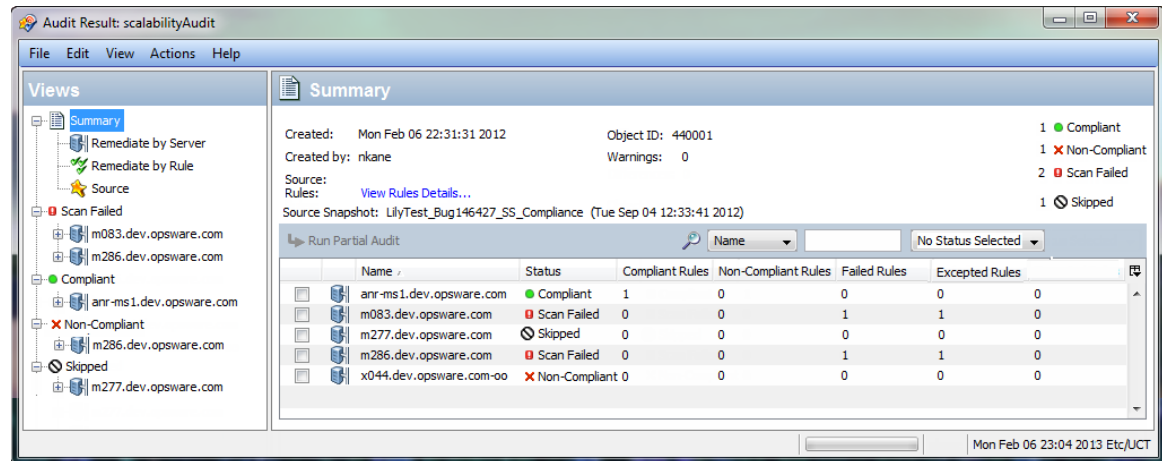 Audit Result: scalabilityAudit
File Edit View Actions Help
Views
Summary
Remediate by Server
Remediate by Rule
Source
Scan Failed
m083.dev.opsware.com
m286.dev.opsware.com
Compliant
anr-ms1.dev.opsware.com
Non-Compliant
m286.dev.opsware.com
Skipped
m277.dev.opsware.com
Summary
Created: Mon Feb 06 22:31:31 2012 Object ID: 440001
Created by: nkane Warnings: 0
Source:
Rules: View Rules Details...
Source Snapshot: LilyTest_Bug146427_SS_Compliance (Tue Sep 04 12:33:41 2012)
1 Compliant
1 Non-Compliant
2 Scan Failed
1 Skipped
Run Partial Audit Name No Status Selected
Name Status Compliant Rules Non-Compliant Rules Failed Rules Excepted Rules
anr-ms1.dev.opsware.com Compliant 1 0 0 0 0
m083.dev.opsware.com Scan Failed 0 0 1 1 0
m277.dev.opsware.com Skipped 0 0 0 0 0
m286.dev.opsware.com Scan Failed 0 0 1 1 0
x044.dev.opsware.com-oo Non-Compliant 0 0 0 0 0
Mon Feb 06 23:04 2013 Etc/UCT